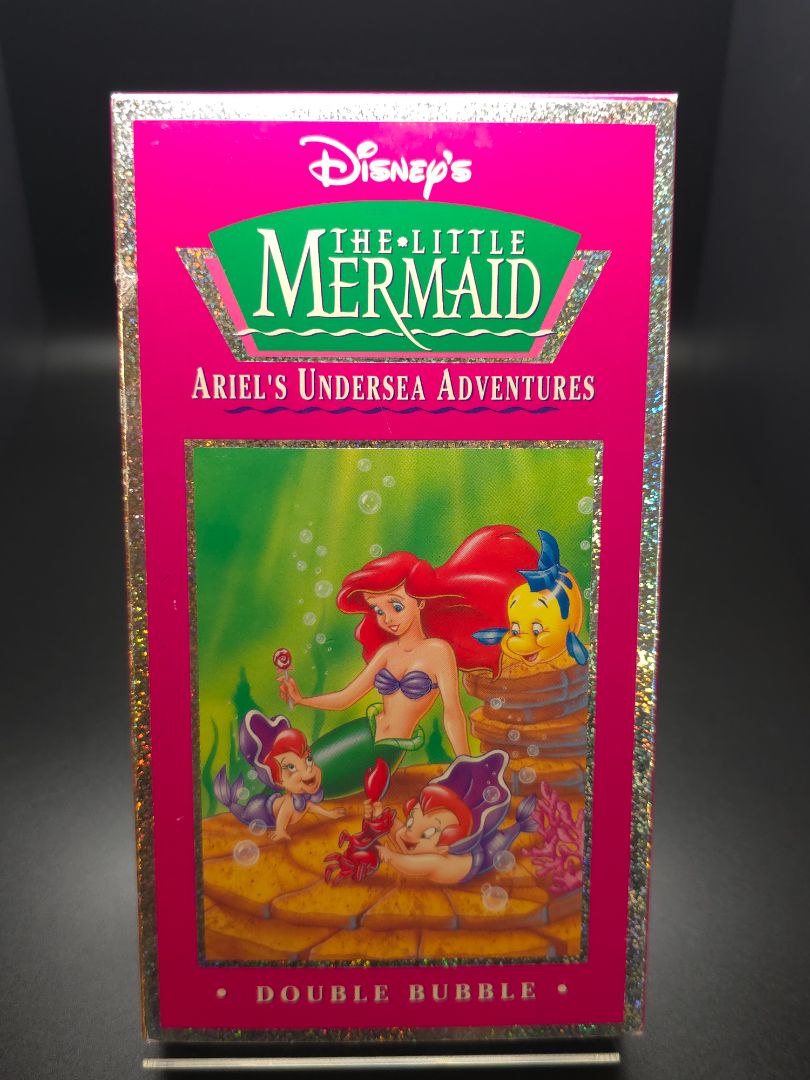 Disney's
THE • LITTLE
MERMAID
ARIEL'S UNDERSEA ADVENTURES
• DOUBLE BUBBLE •